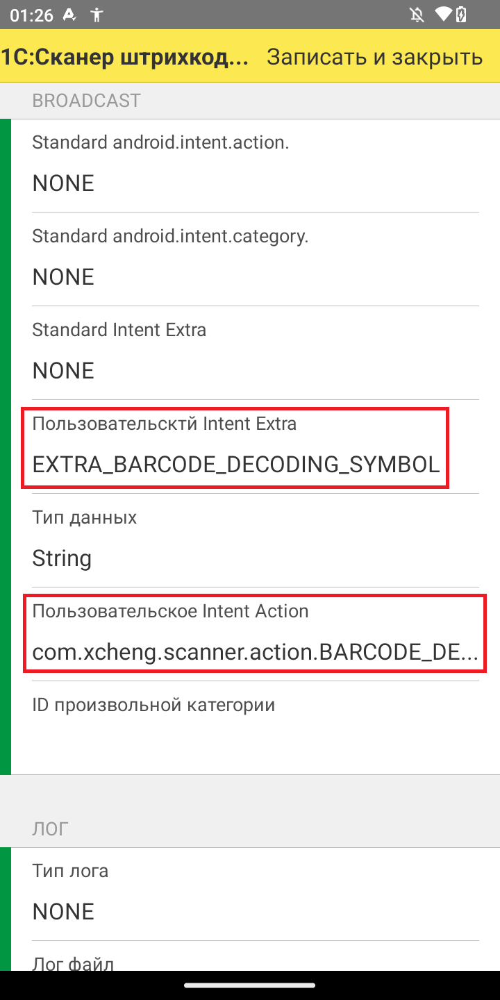 01:26
1С:Сканер штрихкод... Записать и закрыть
BROADCAST
Standard android.intent.action.
NONE
Standard android.intent.category.
NONE
Standard Intent Extra
NONE
Пользовательсктй Intent Extra
EXTRA_BARCODE_DECODING_SYMBOL
Тип данных
String
Пользовательское Intent Action
com.xcheng.scanner.action.BARCODE_DE...
ID произвольной категории
ЛОГ
Тип лога
NONE
Лог файл